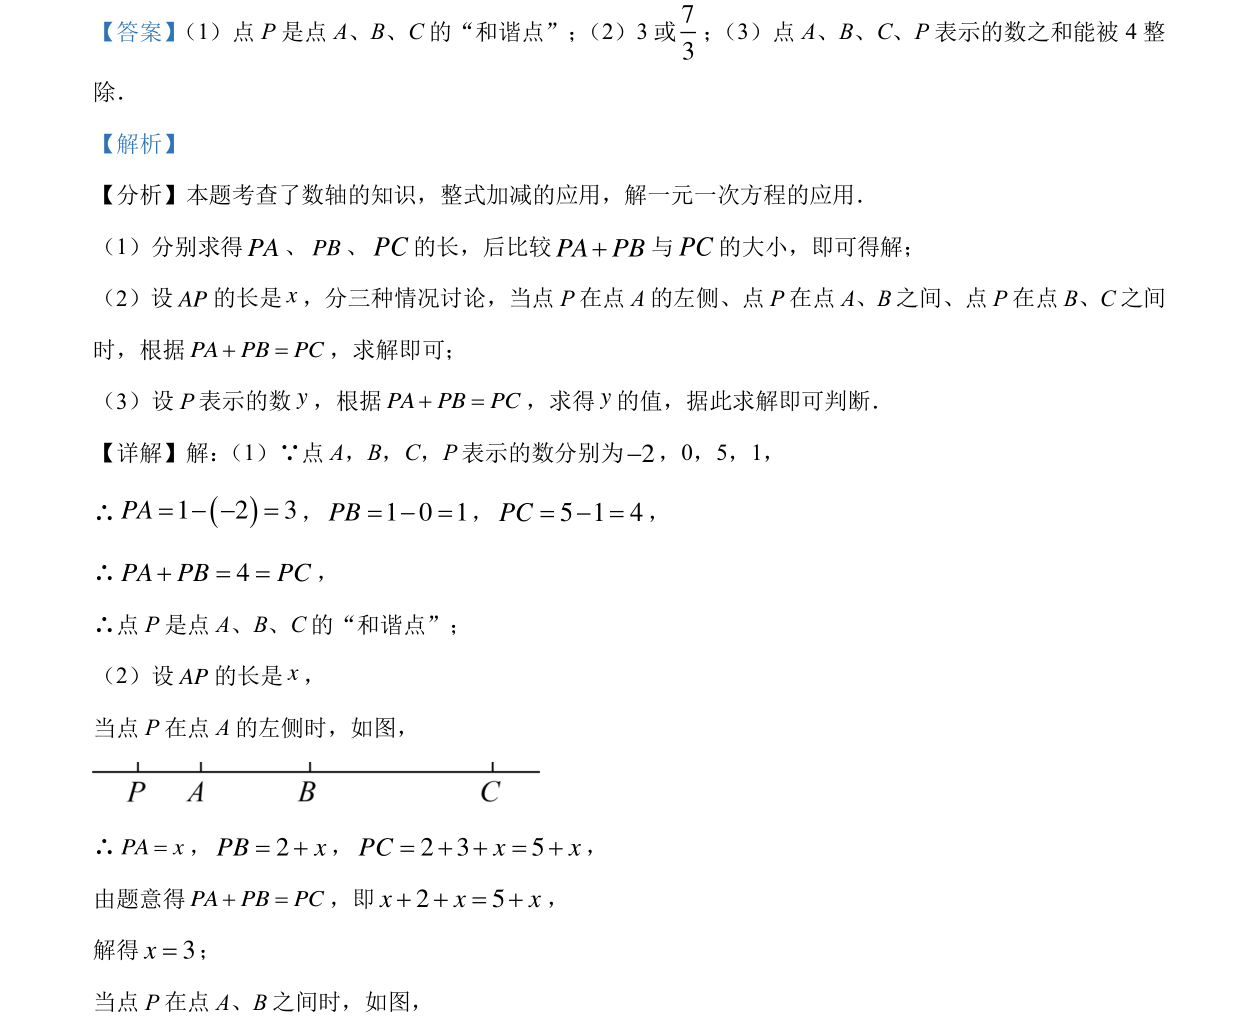 【答案】（1）点 P 是点 A、B、C 的“和谐点”；（2）3 或 7/3；（3）点 A、B、C、P 表示的数之和能被 4 整
除．
【解析】
【分析】本题考查了数轴的知识，整式加减的应用，解一元一次方程的应用．
（1）分别求得 PA、PB、PC 的长，后比较 PA+PB 与 PC 的大小，即可得解；
（2）设 AP 的长是 x，分三种情况讨论，当点 P 在点 A 的左侧、点 P 在点 A、B 之间、点 P 在点 B、C 之间
时，根据 PA+PB=PC，求解即可；
（3）设 P 表示的数 y，根据 PA+PB=PC，求得 y 的值，据此求解即可判断．
【详解】解：（1）∵点 A，B，C，P 表示的数分别为 −2，0，5，1，
∴ PA=1−(−2)=3，PB=1−0=1，PC=5−1=4，
∴ PA+PB=4=PC，
∴点 P 是点 A、B、C 的“和谐点”；
（2）设 AP 的长是 x，
当点 P 在点 A 的左侧时，如图，
P A B C
∴ PA=x，PB=2+x，PC=2+3+x=5+x，
由题意得 PA+PB=PC，即 x+2+x=5+x，
解得 x=3；
当点 P 在点 A、B 之间时，如图，